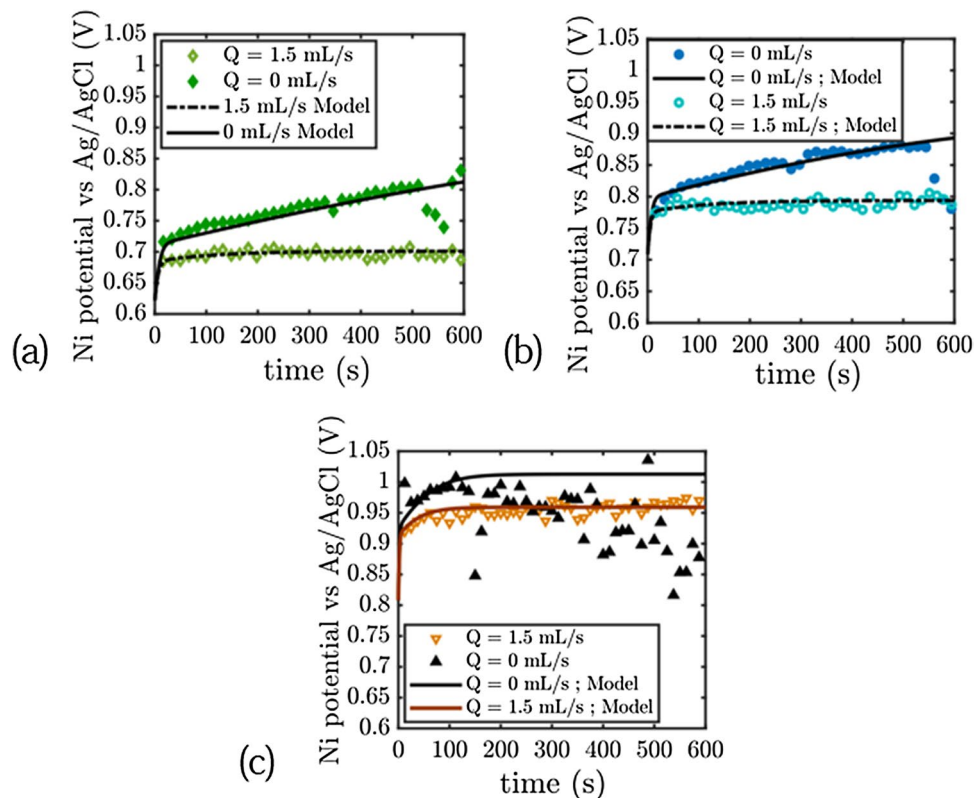 Ni potential vs Ag/AgCl (V)
1.05
1
0.95
0.9
0.85
0.8
0.75
0.7
0.65
0.6
Q = 1.5 mL/s
Q = 0 mL/s
1.5 mL/s Model
0 mL/s Model
0 100 200 300 400 500 600
time (s)
(a)
Ni potential vs Ag/AgCl (V)
1.05
1
0.95
0.9
0.85
0.8
0.75
0.7
0.65
0.6
Q = 0 mL/s
Q = 0 mL/s ; Model
Q = 1.5 mL/s
Q = 1.5 mL/s ; Model
0 100 200 300 400 500 600
time (s)
(b)
Ni potential vs Ag/AgCl (V)
1.05
1
0.95
0.9
0.85
0.8
0.75
0.7
0.65
0.6
Q = 1.5 mL/s
Q = 0 mL/s
Q = 0 mL/s ; Model
Q = 1.5 mL/s ; Model
0 100 200 300 400 500 600
time (s)
(c)